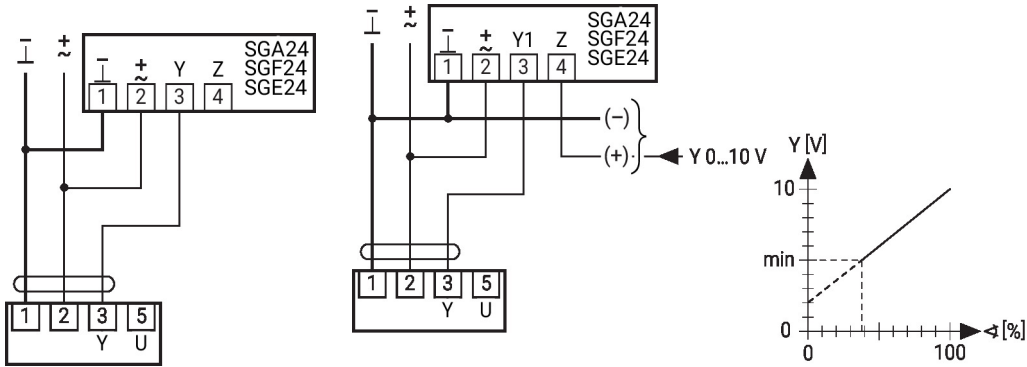 ⊥ – ~ +
– ⊥ + ~ Y Z
1 2 3 4
SGA24
SGF24
SGE24
1 2 3 5
Y U
– ⊥ + ~
– ⊥ + ~ Y1 Z
1 2 3 4
SGA24
SGF24
SGE24
(–)
(+) Y 0...10 V
1 2 3 5
Y U
Y [V]
10
min
0
0 100
∢ [%]